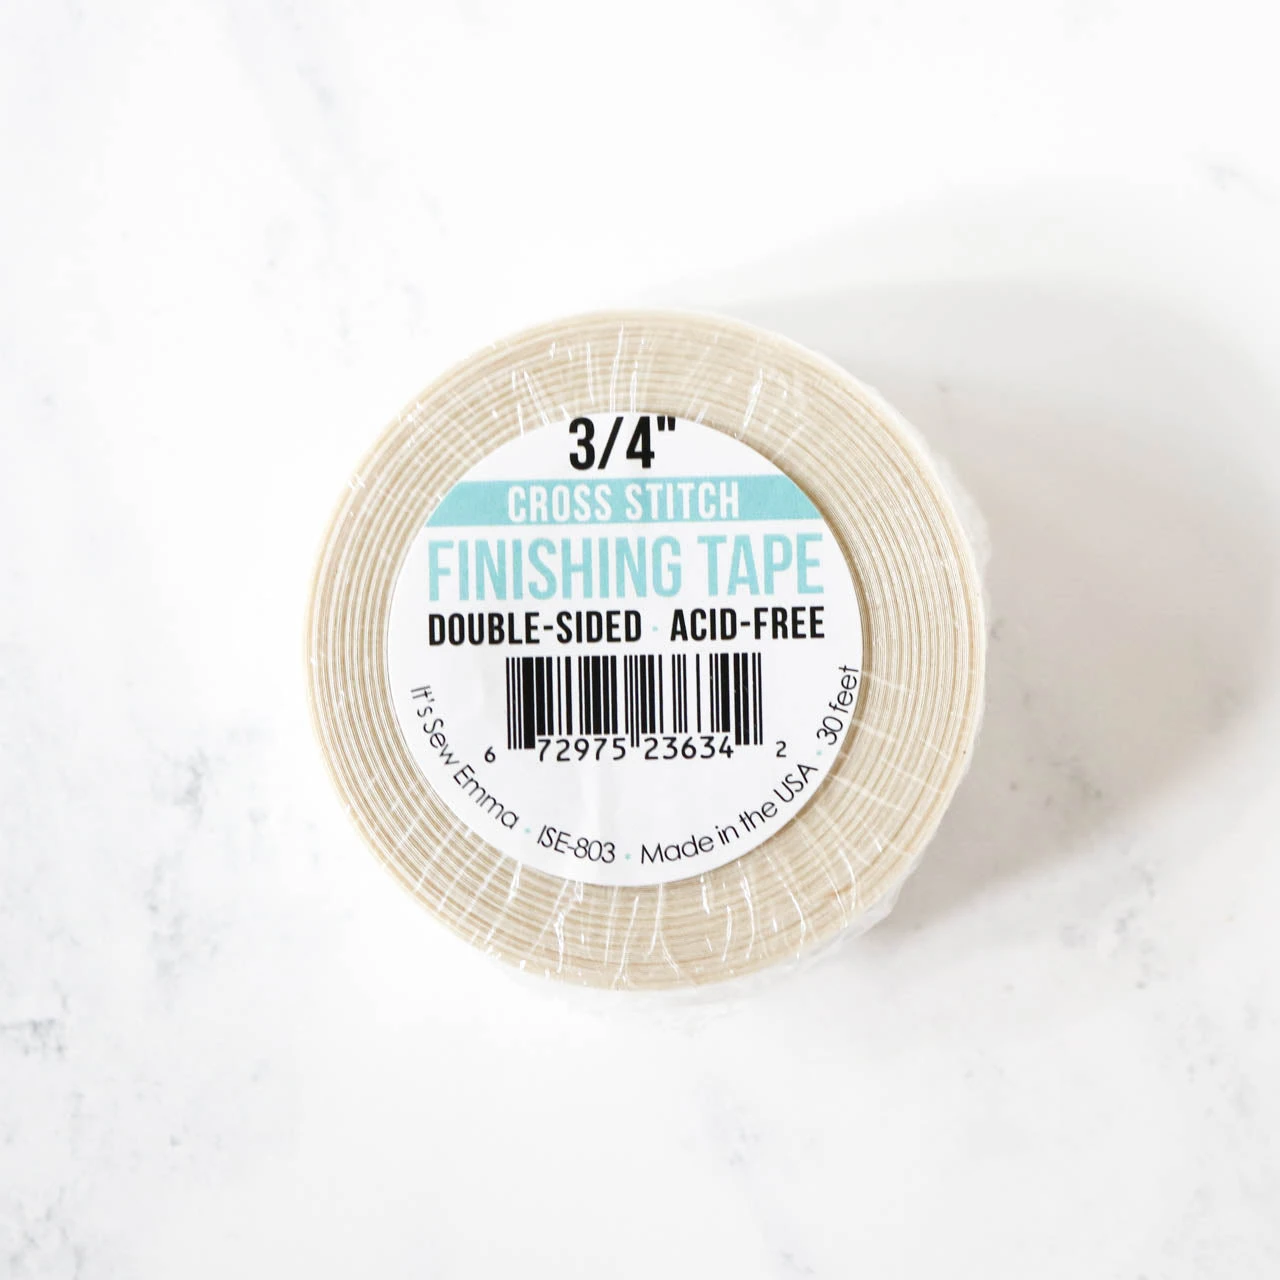 3/4"
CROSS STITCH
FINISHING TAPE
DOUBLE-SIDED · ACID-FREE
6 72975 23634 2
It's Sew Emma · ISE-803 · Made in the USA · 30 feet